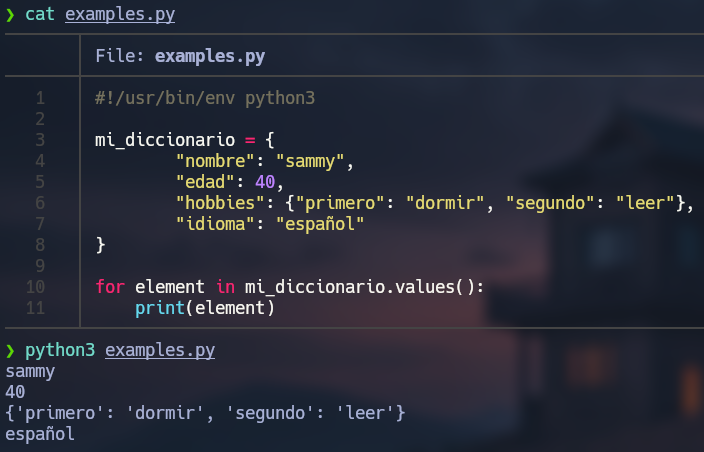 ❯ cat examples.py
File: examples.py
1 #!/usr/bin/env python3
2
3 mi_diccionario = {
4         "nombre": "sammy",
5         "edad": 40,
6         "hobbies": {"primero": "dormir", "segundo": "leer"},
7         "idioma": "español"
8 }
9
10 for element in mi_diccionario.values():
11     print(element)
❯ python3 examples.py
sammy
40
{'primero': 'dormir', 'segundo': 'leer'}
español